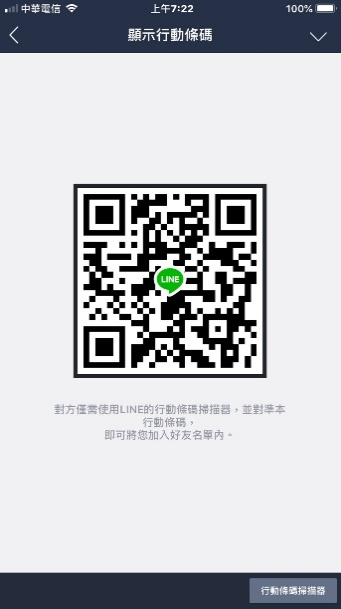 中華電信 上午7:22 100%
顯示行動條碼
LINE
對方僅需使用LINE的行動條碼掃描器，並對準本
行動條碼，
即可將您加入好友名單內。
行動條碼掃描器